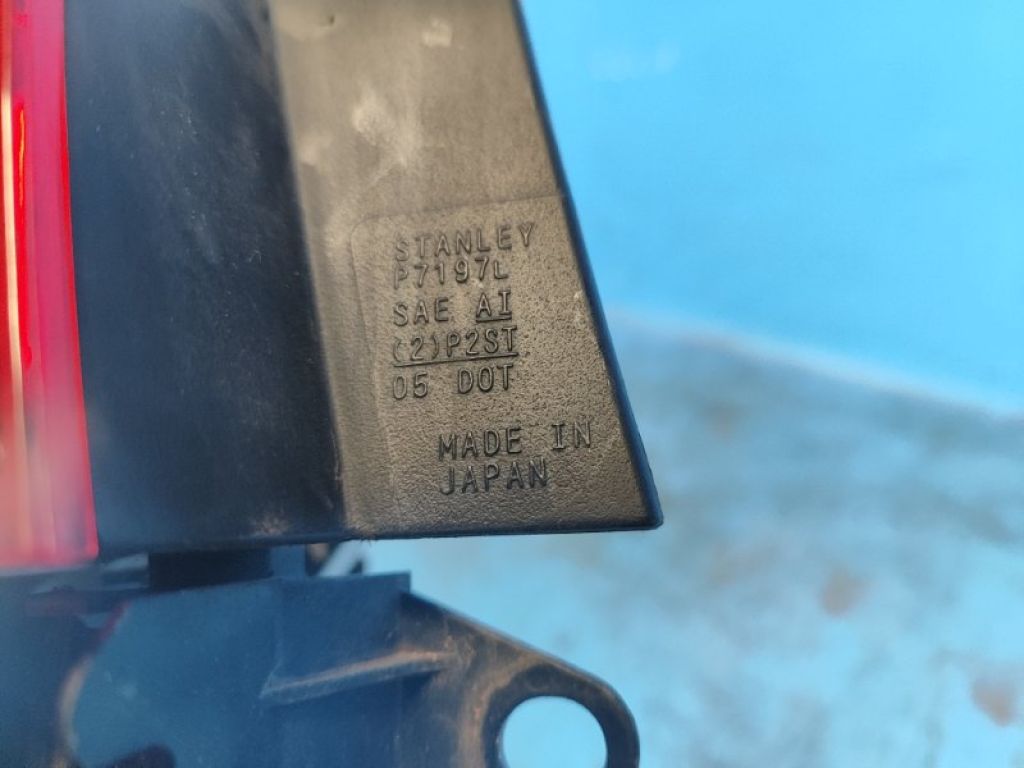 STANLEY
P7197L
SAE AI
(2)P2ST
05 DOT
MADE IN
JAPAN